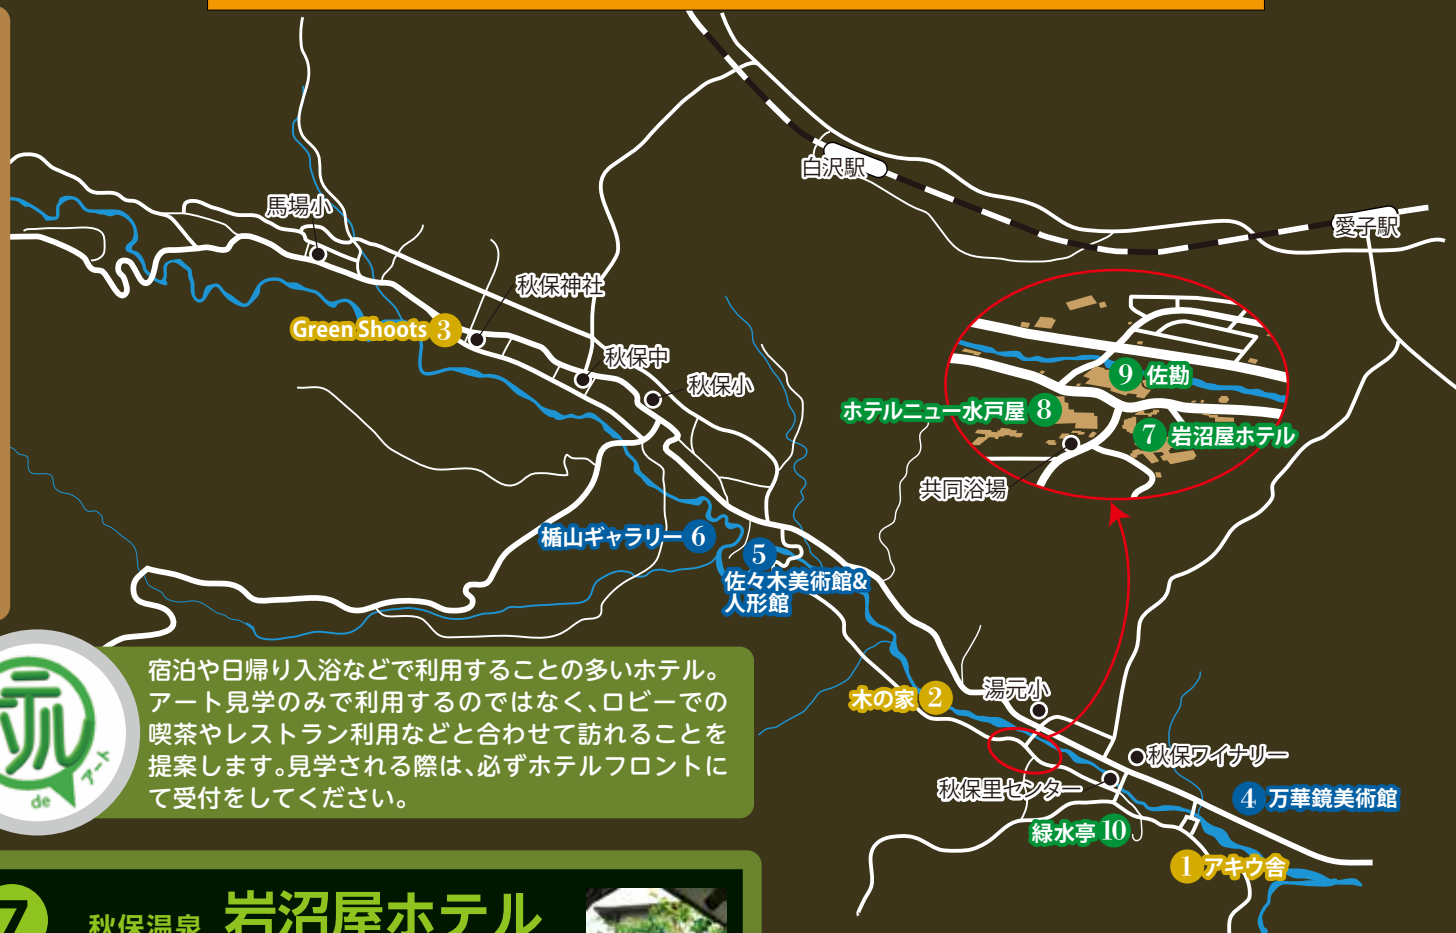 白沢駅
愛子駅
馬場小
秋保神社
Green Shoots 3
秋保中
秋保小
9 佐勘
ホテルニュー水戸屋 8
7 岩沼屋ホテル
共同浴場
楯山ギャラリー 6
5
佐々木美術館&
人形館
木の家 2
湯元小
秋保ワイナリー
秋保里センター
4 万華鏡美術館
緑水亭 10
1 アキウ舎
宿泊や日帰り入浴などで利用することの多いホテル。
アート見学のみで利用するのではなく、ロビーでの
喫茶やレストラン利用などと合わせて訪れることを
提案します。見学される際は、必ずホテルフロントに
て受付をしてください。
de
アート
7 秋保温泉 岩沼屋ホテル